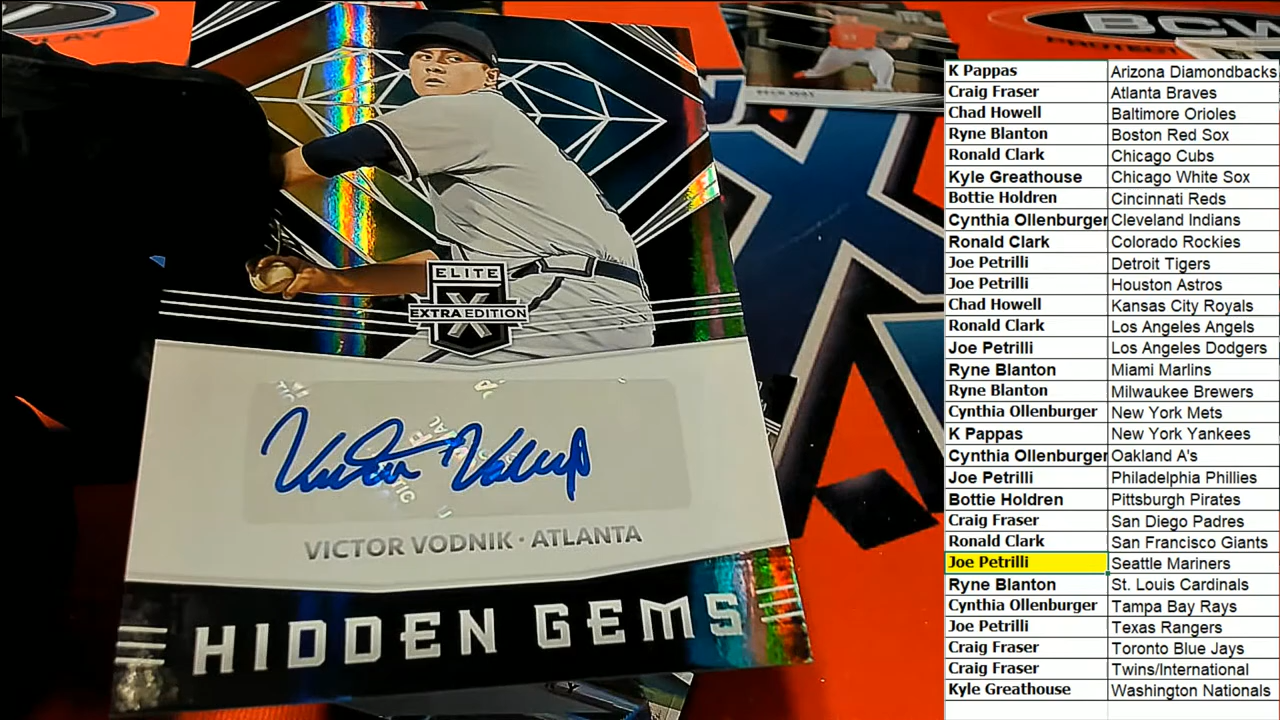 LAY
BCW
PROTECT
ELITE
X
EXTRA EDITION
VICTOR VODNIK · ATLANTA
HIDDEN GEMS
K Pappas Arizona Diamondbacks
Craig Fraser Atlanta Braves
Chad Howell Baltimore Orioles
Ryne Blanton Boston Red Sox
Ronald Clark Chicago Cubs
Kyle Greathouse Chicago White Sox
Bottie Holdren Cincinnati Reds
Cynthia Ollenburger Cleveland Indians
Ronald Clark Colorado Rockies
Joe Petrilli Detroit Tigers
Joe Petrilli Houston Astros
Chad Howell Kansas City Royals
Ronald Clark Los Angeles Angels
Joe Petrilli Los Angeles Dodgers
Ryne Blanton Miami Marlins
Ryne Blanton Milwaukee Brewers
Cynthia Ollenburger New York Mets
K Pappas New York Yankees
Cynthia Ollenburger Oakland A's
Joe Petrilli Philadelphia Phillies
Bottie Holdren Pittsburgh Pirates
Craig Fraser San Diego Padres
Ronald Clark San Francisco Giants
Joe Petrilli Seattle Mariners
Ryne Blanton St. Louis Cardinals
Cynthia Ollenburger Tampa Bay Rays
Joe Petrilli Texas Rangers
Craig Fraser Toronto Blue Jays
Craig Fraser Twins/International
Kyle Greathouse Washington Nationals